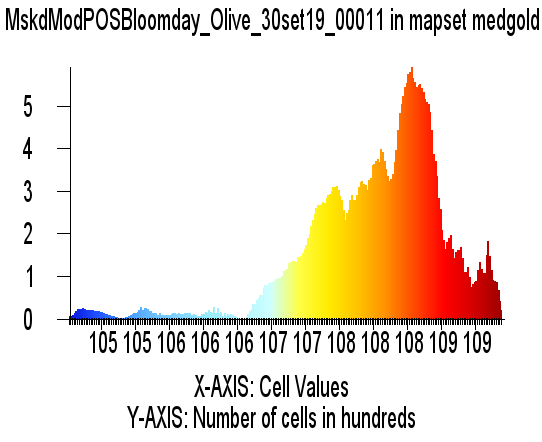 MskdModPOSBloomday_Olive_30set19_00011 in mapset medgold
5
4
3
2
1
0
105 105 106 106 106 107 107 108 108 108 109 109
X-AXIS: Cell Values
Y-AXIS: Number of cells in hundreds